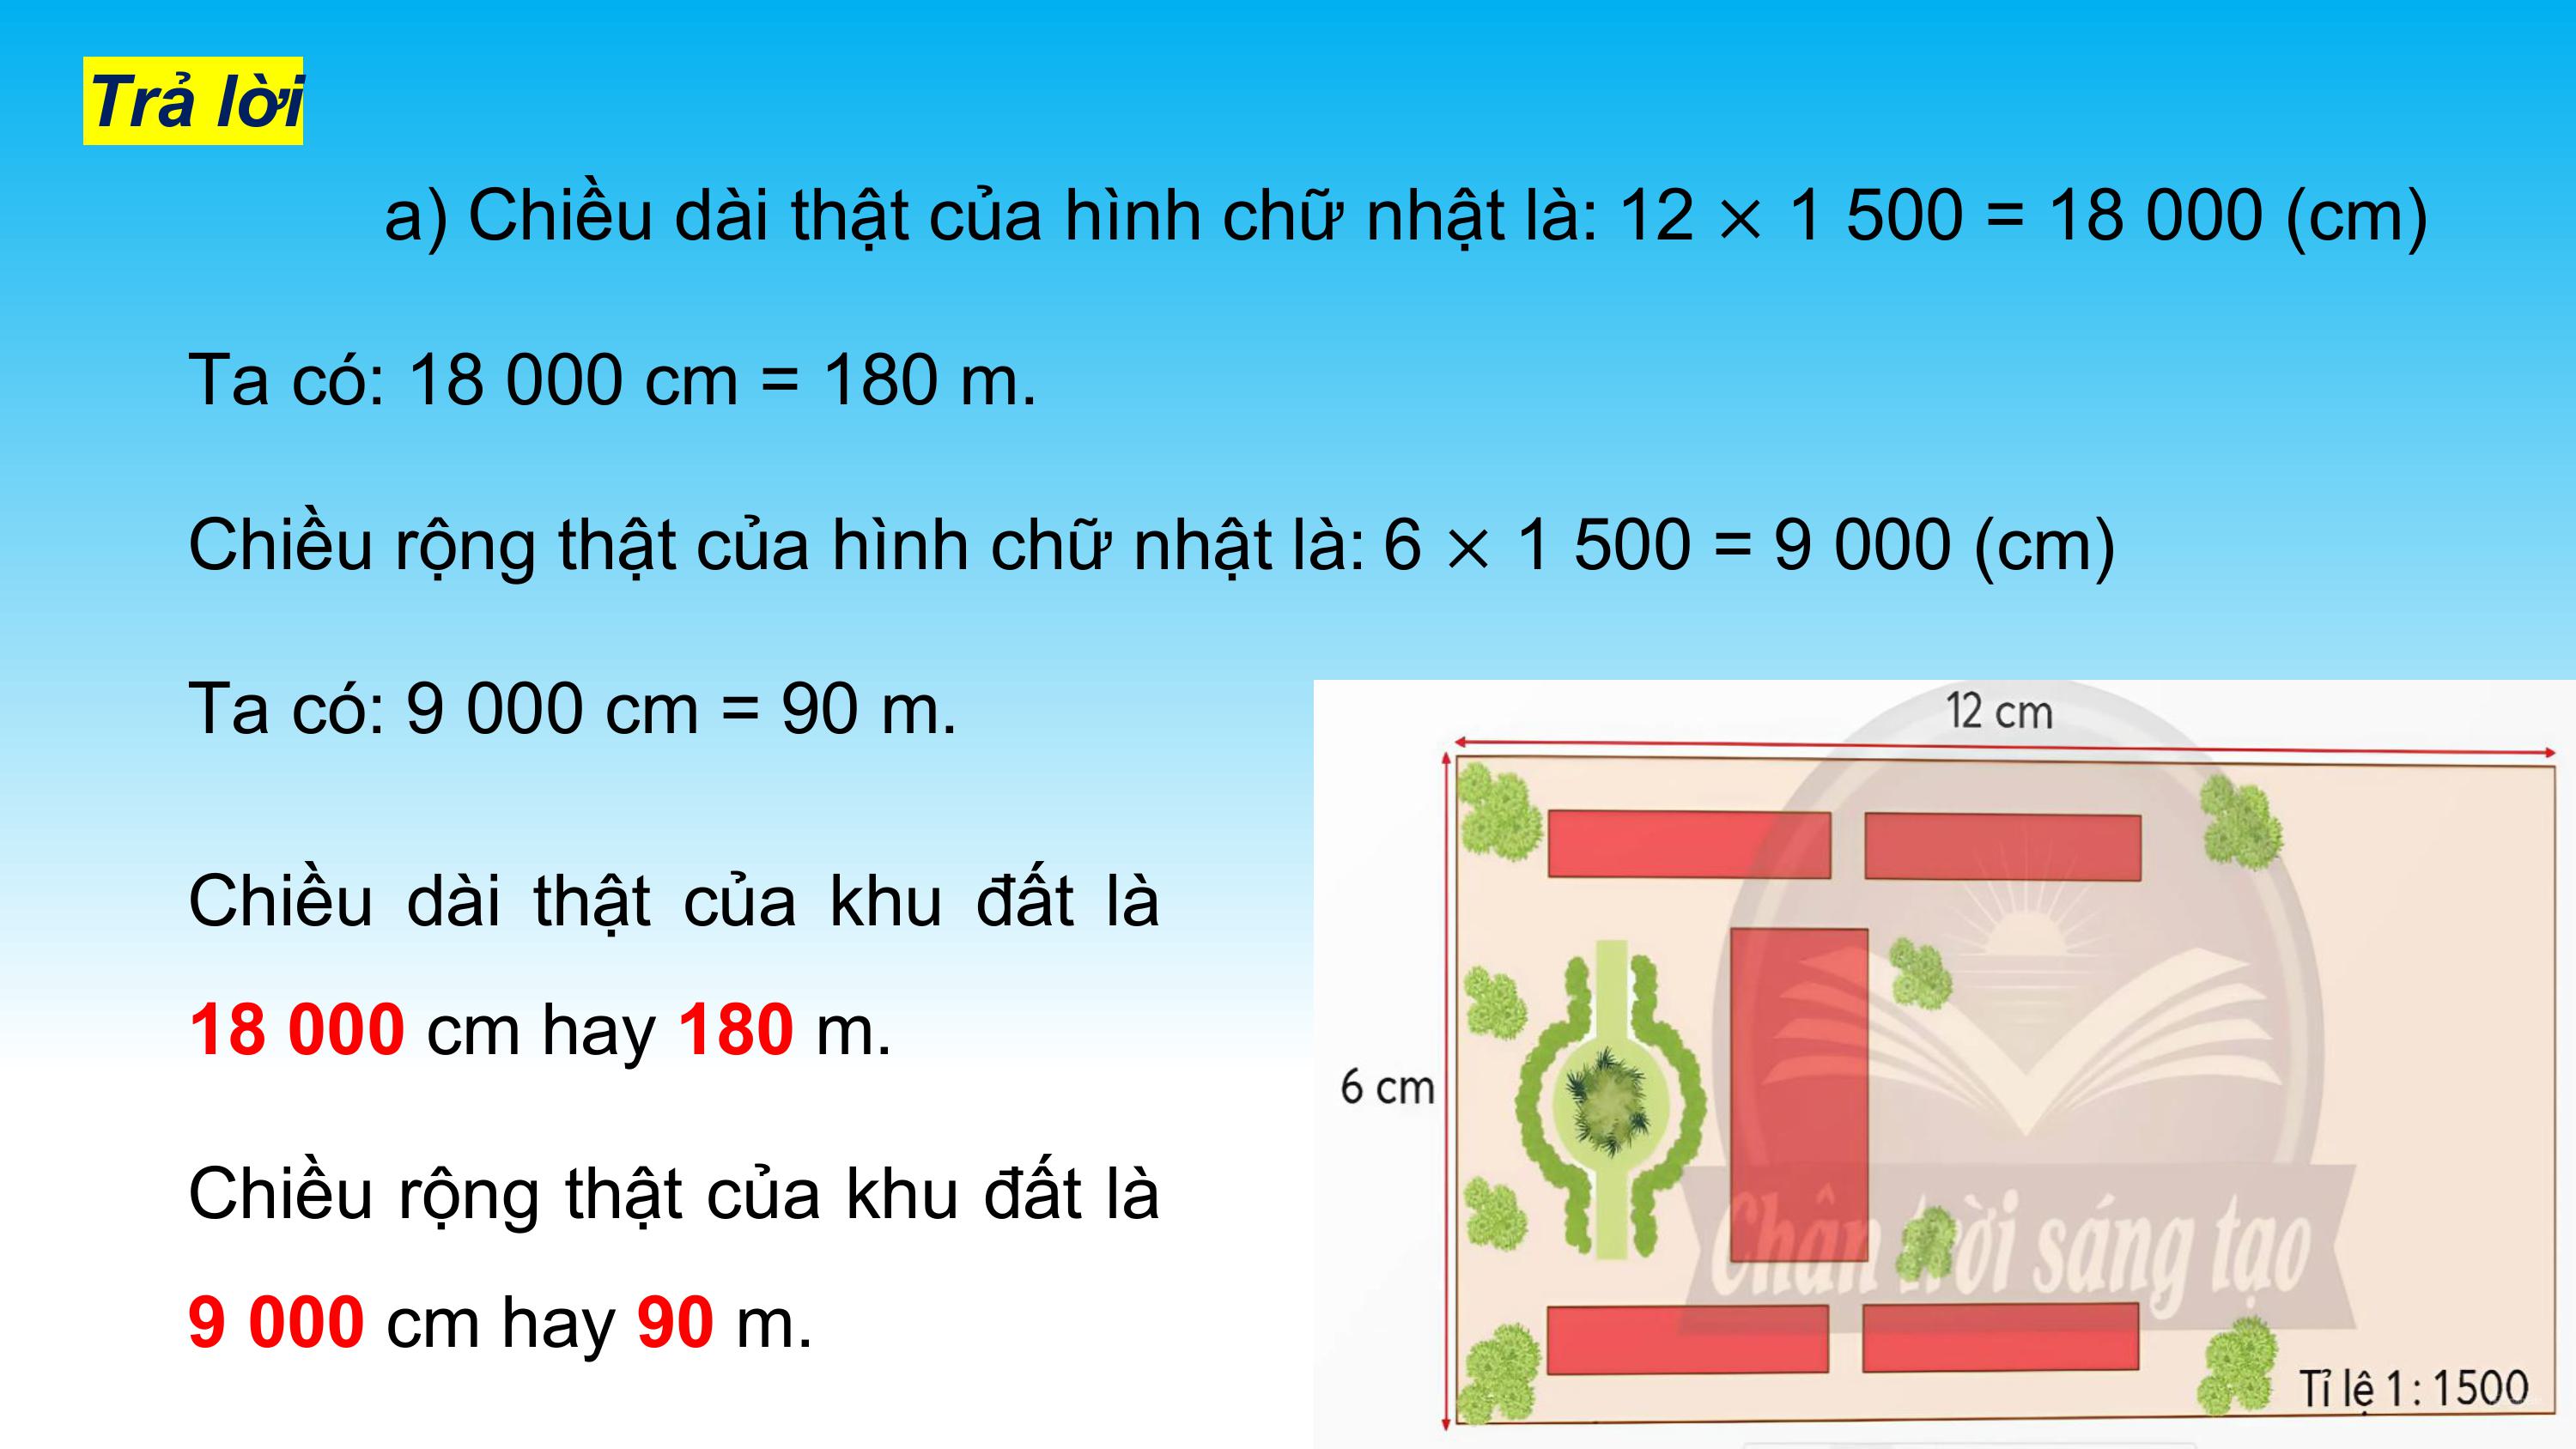 Trả lời
a) Chiều dài thật của hình chữ nhật là: 12 × 1 500 = 18 000 (cm)
Ta có: 18 000 cm = 180 m.
Chiều rộng thật của hình chữ nhật là: 6 × 1 500 = 9 000 (cm)
Ta có: 9 000 cm = 90 m.
Chiều dài thật của khu đất là
18 000 cm hay 180 m.
Chiều rộng thật của khu đất là
9 000 cm hay 90 m.
12 cm
6 cm
Chân trời sáng tạo
Tỉ lệ 1 : 1500